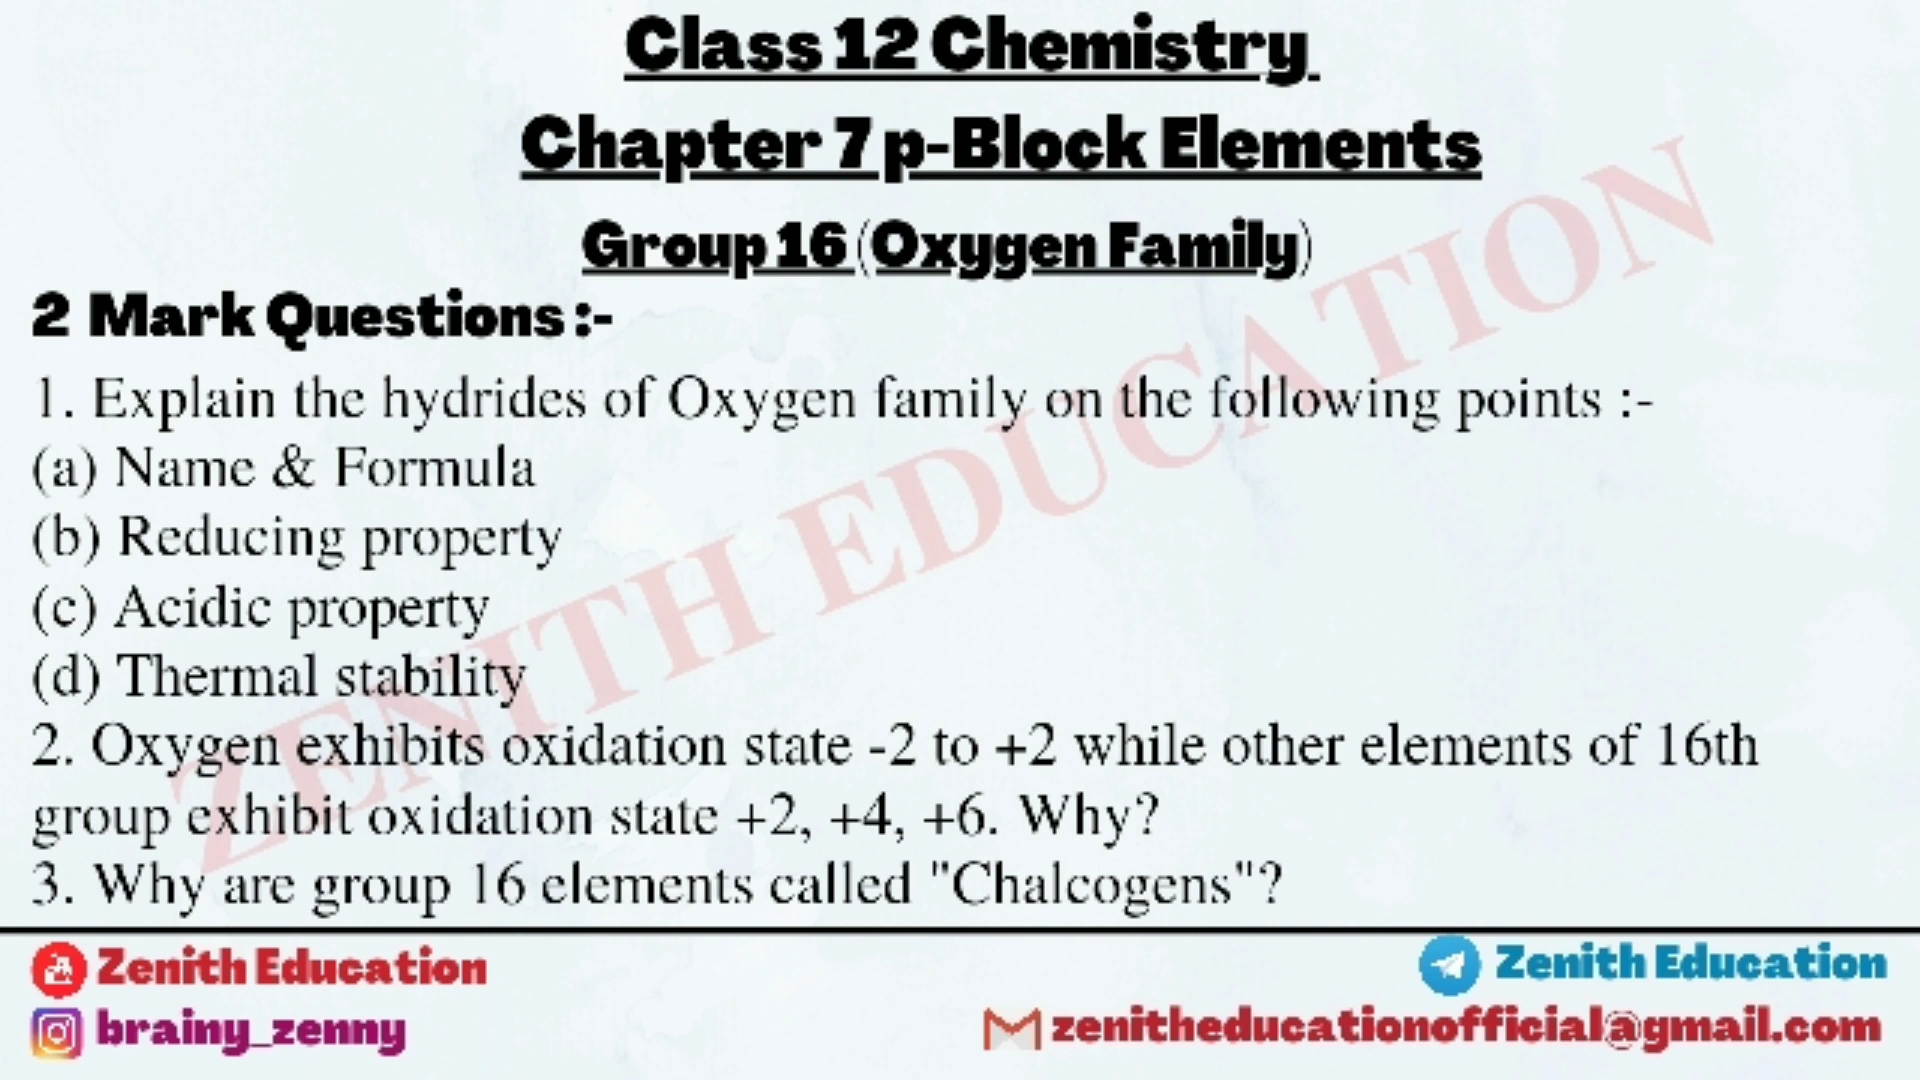 Class 12 Chemistry
Chapter 7 p-Block Elements
Group 16 (Oxygen Family)
2 Mark Questions :-
1. Explain the hydrides of Oxygen family on the following points :-
(a) Name & Formula
(b) Reducing property
(c) Acidic property
(d) Thermal stability
2. Oxygen exhibits oxidation state -2 to +2 while other elements of 16th
group exhibit oxidation state +2, +4, +6. Why?
3. Why are group 16 elements called "Chalcogens"?
ZENITH EDUCATION
Zenith Education
Zenith Education
brainy_zenny
zenitheducationofficial@gmail.com